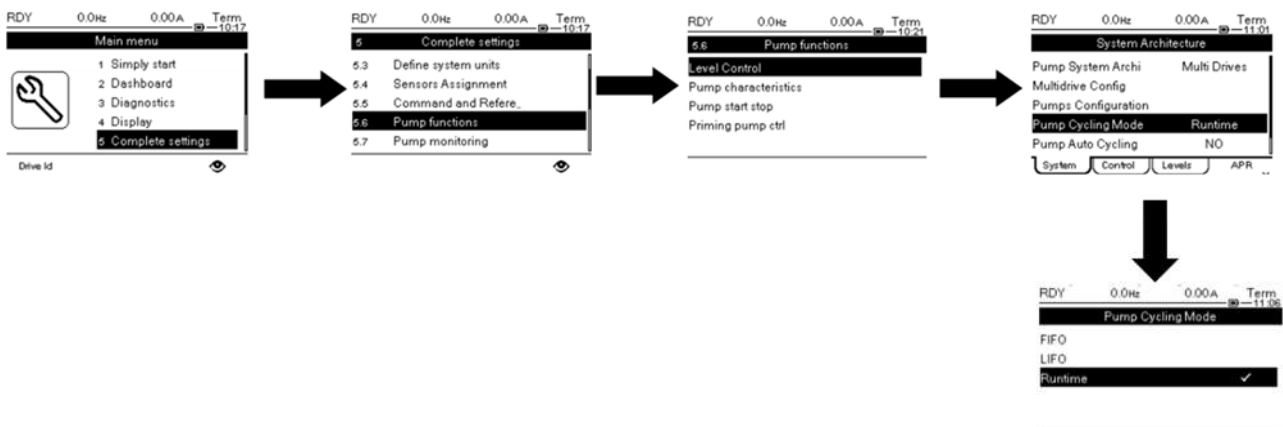 RDY 0.0Hz 0.00A Term
10:17
Main menu
1 Simply start
2 Dashboard
3 Diagnostics
4 Display
5 Complete settings
Drive Id
RDY 0.0Hz 0.00A Term
10:17
5 Complete settings
5.3 Define system units
5.4 Sensors Assignment
5.5 Command and Refere_
5.6 Pump functions
5.7 Pump monitoring
RDY 0.0Hz 0.00A Term
10:21
5.6 Pump functions
Level Control
Pump characteristics
Pump start stop
Priming pump ctrl
RDY 0.0Hz 0.00A Term
11:01
System Architecture
Pump System Archi Multi Drives
Multidrive Config
Pumps Configuration
Pump Cycling Mode Runtime
Pump Auto Cycling NO
System Control Levels APR
RDY 0.0Hz 0.00A Term
11:06
Pump Cycling Mode
FIFO
LIFO
Runtime ✓